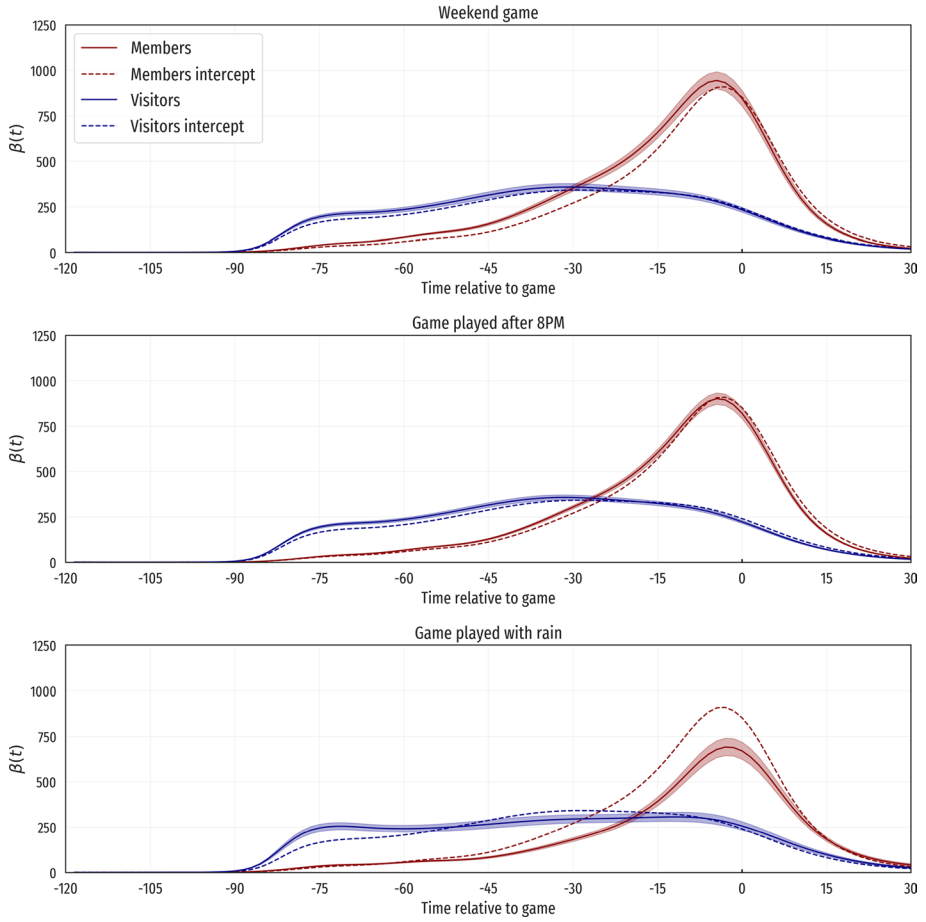 Weekend game
1250
1000
750
500
250
0
β(t)
Members
Members intercept
Visitors
Visitors intercept
-120 -105 -90 -75 -60 -45 -30 -15 0 15 30
Time relative to game
Game played after 8PM
1250
1000
750
500
250
0
β(t)
-120 -105 -90 -75 -60 -45 -30 -15 0 15 30
Time relative to game
Game played with rain
1250
1000
750
500
250
0
β(t)
-120 -105 -90 -75 -60 -45 -30 -15 0 15 30
Time relative to game